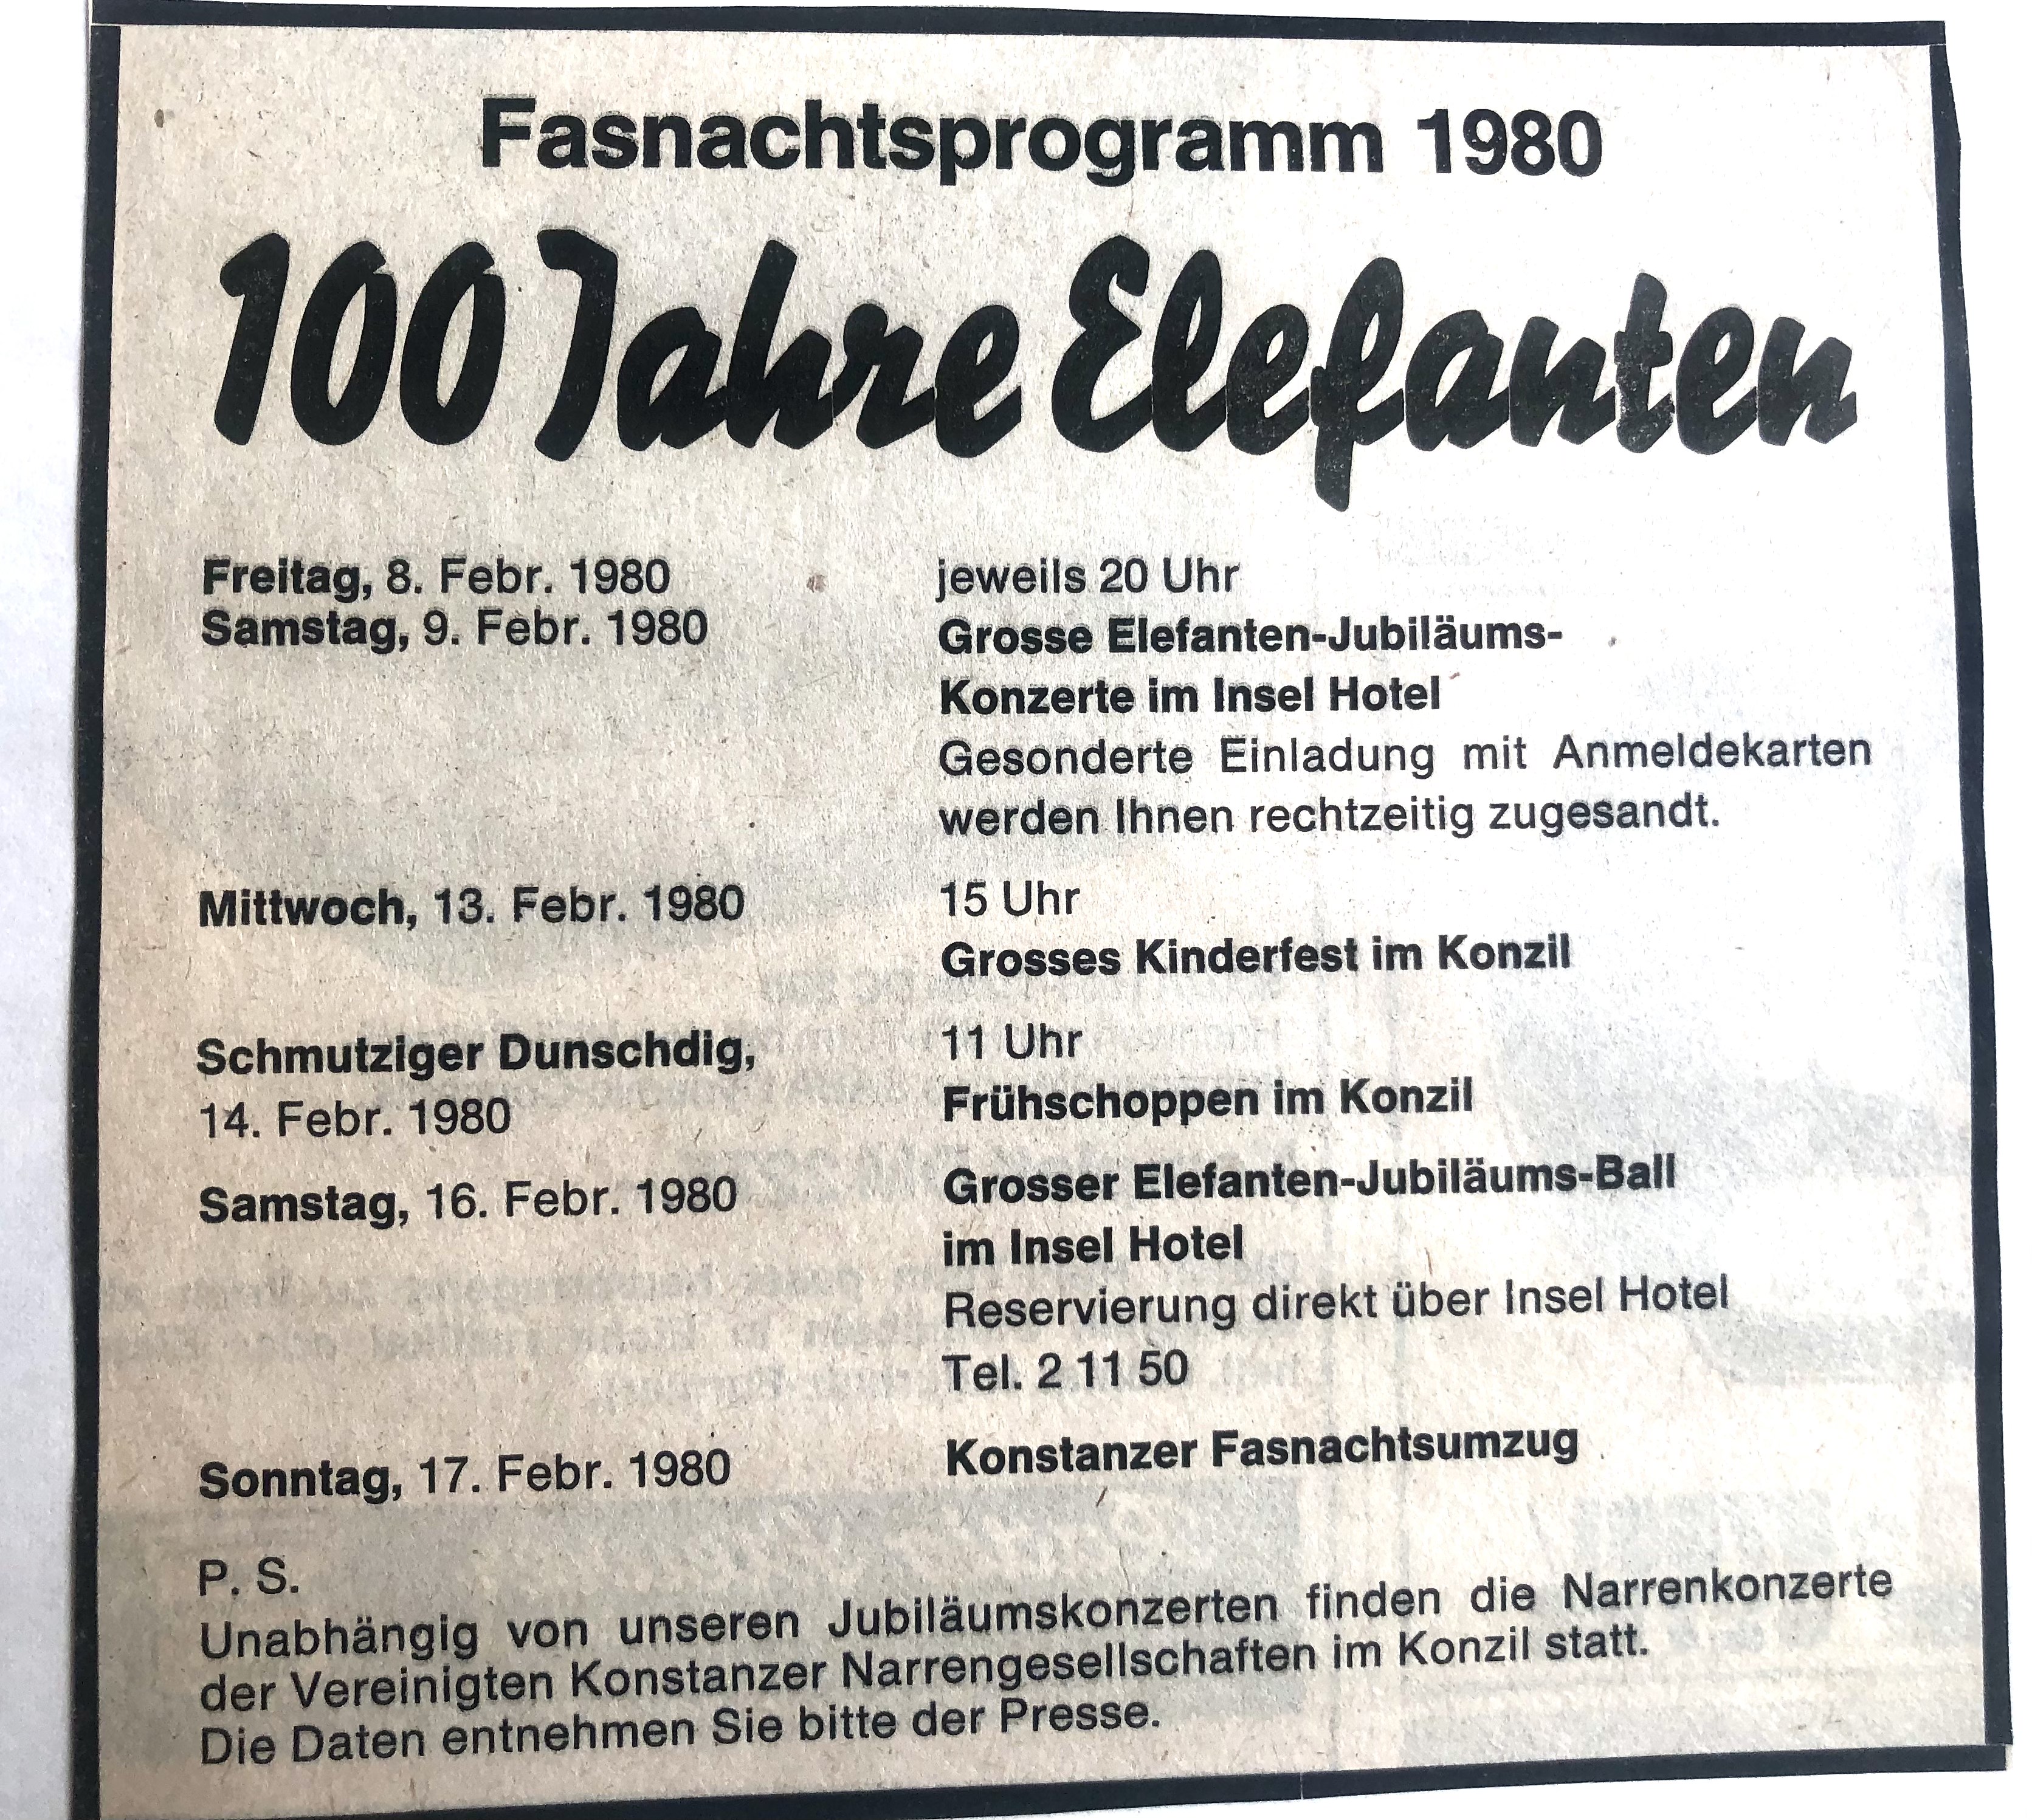 Fasnachtsprogramm 1980
100 Jahre Elefanten
Freitag, 8. Febr. 1980
Samstag, 9. Febr. 1980
jeweils 20 Uhr
Grosse Elefanten-Jubiläums-
Konzerte im Insel Hotel
Gesonderte Einladung mit Anmeldekarten
werden Ihnen rechtzeitig zugesandt.
Mittwoch, 13. Febr. 1980
15 Uhr
Grosses Kinderfest im Konzil
Schmutziger Dunschdig,
14. Febr. 1980
11 Uhr
Frühschoppen im Konzil
Samstag, 16. Febr. 1980
Grosser Elefanten-Jubiläums-Ball
im Insel Hotel
Reservierung direkt über Insel Hotel
Tel. 2 11 50
Sonntag, 17. Febr. 1980
Konstanzer Fasnachtsumzug
P. S.
Unabhängig von unseren Jubiläumskonzerten finden die Narrenkonzerte
der Vereinigten Konstanzer Narrengesellschaften im Konzil statt.
Die Daten entnehmen Sie bitte der Presse.